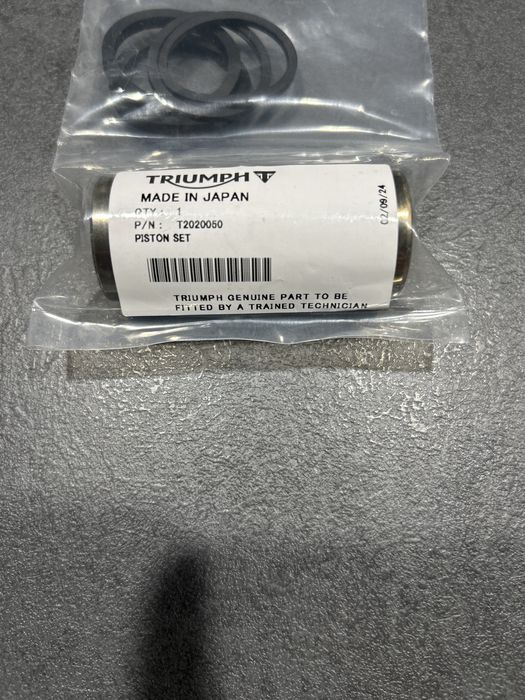 TRIUMPH
MADE IN JAPAN
QTY : 1
P/N : T2020050
PISTON SET
02/09/24
TRIUMPH GENUINE PART TO BE
FITTED BY A TRAINED TECHNICIAN